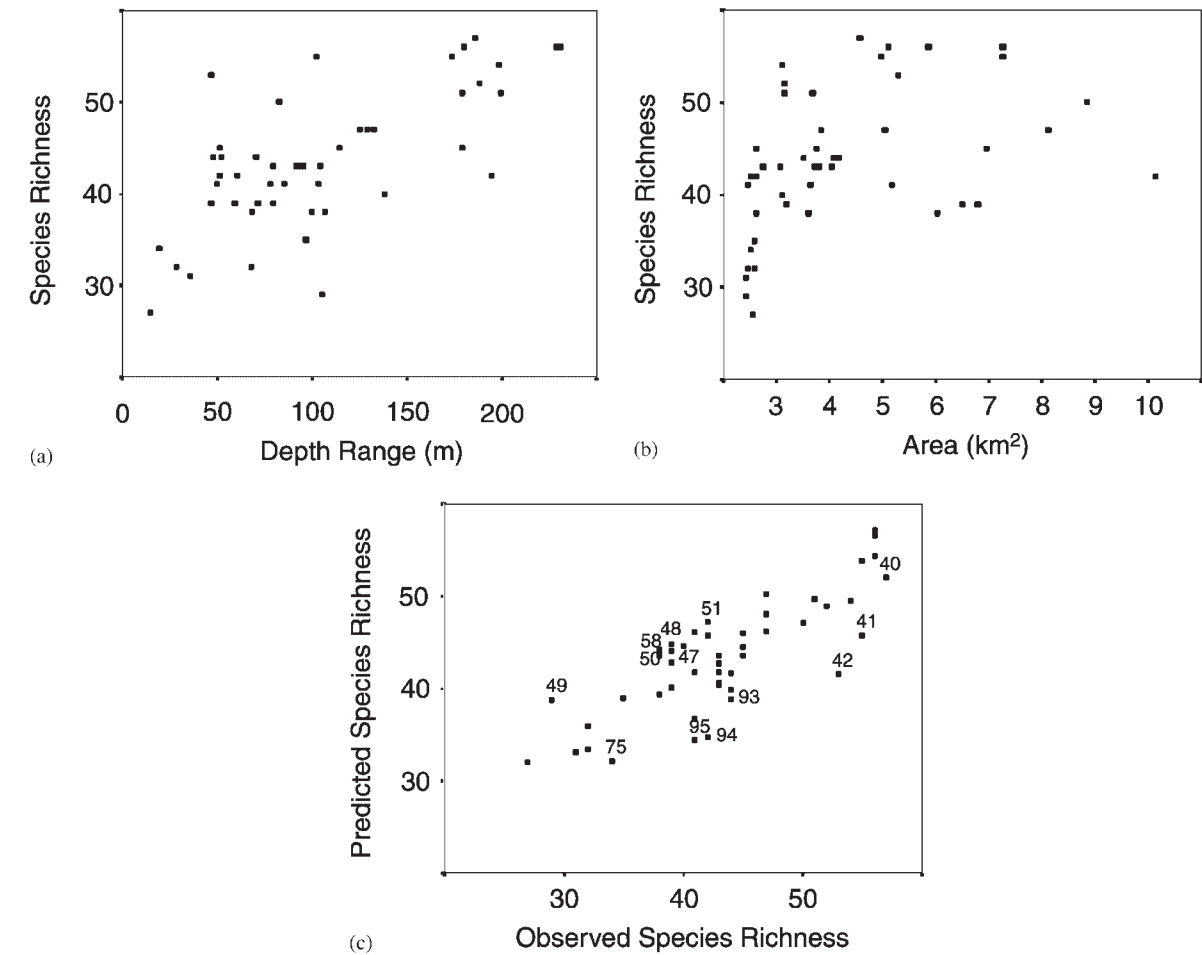 50
40
30
Species Richness
0 50 100 150 200
Depth Range (m)
(a)
50
40
30
Species Richness
3 4 5 6 7 8 9 10
Area (km²)
(b)
50
40
30
Predicted Species Richness
40
51
41
48
58
50 47
42
49
93
95 94
75
30 40 50
Observed Species Richness
(c)